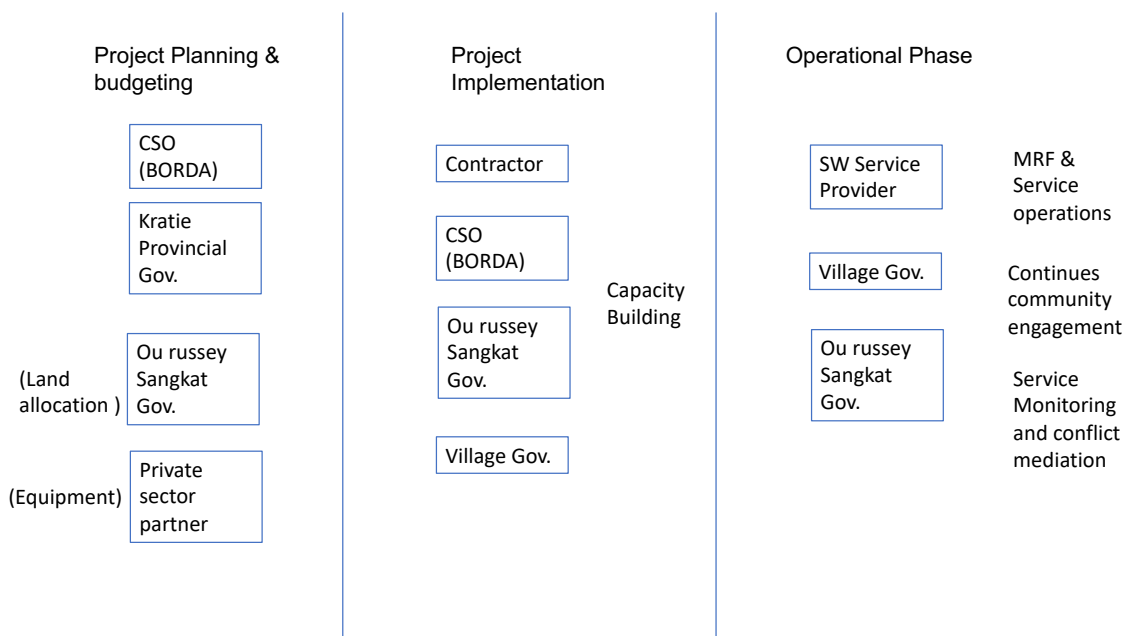 Project Planning &
budgeting
CSO
(BORDA)
Kratie
Provincial
Gov.
(Land
allocation )
Ou russey
Sangkat
Gov.
(Equipment)
Private
sector
partner
Project
Implementation
Contractor
CSO
(BORDA)
Capacity
Building
Ou russey
Sangkat
Gov.
Village Gov.
Operational Phase
SW Service
Provider
MRF &
Service
operations
Village Gov.
Continues
community
engagement
Ou russey
Sangkat
Gov.
Service
Monitoring
and conflict
mediation